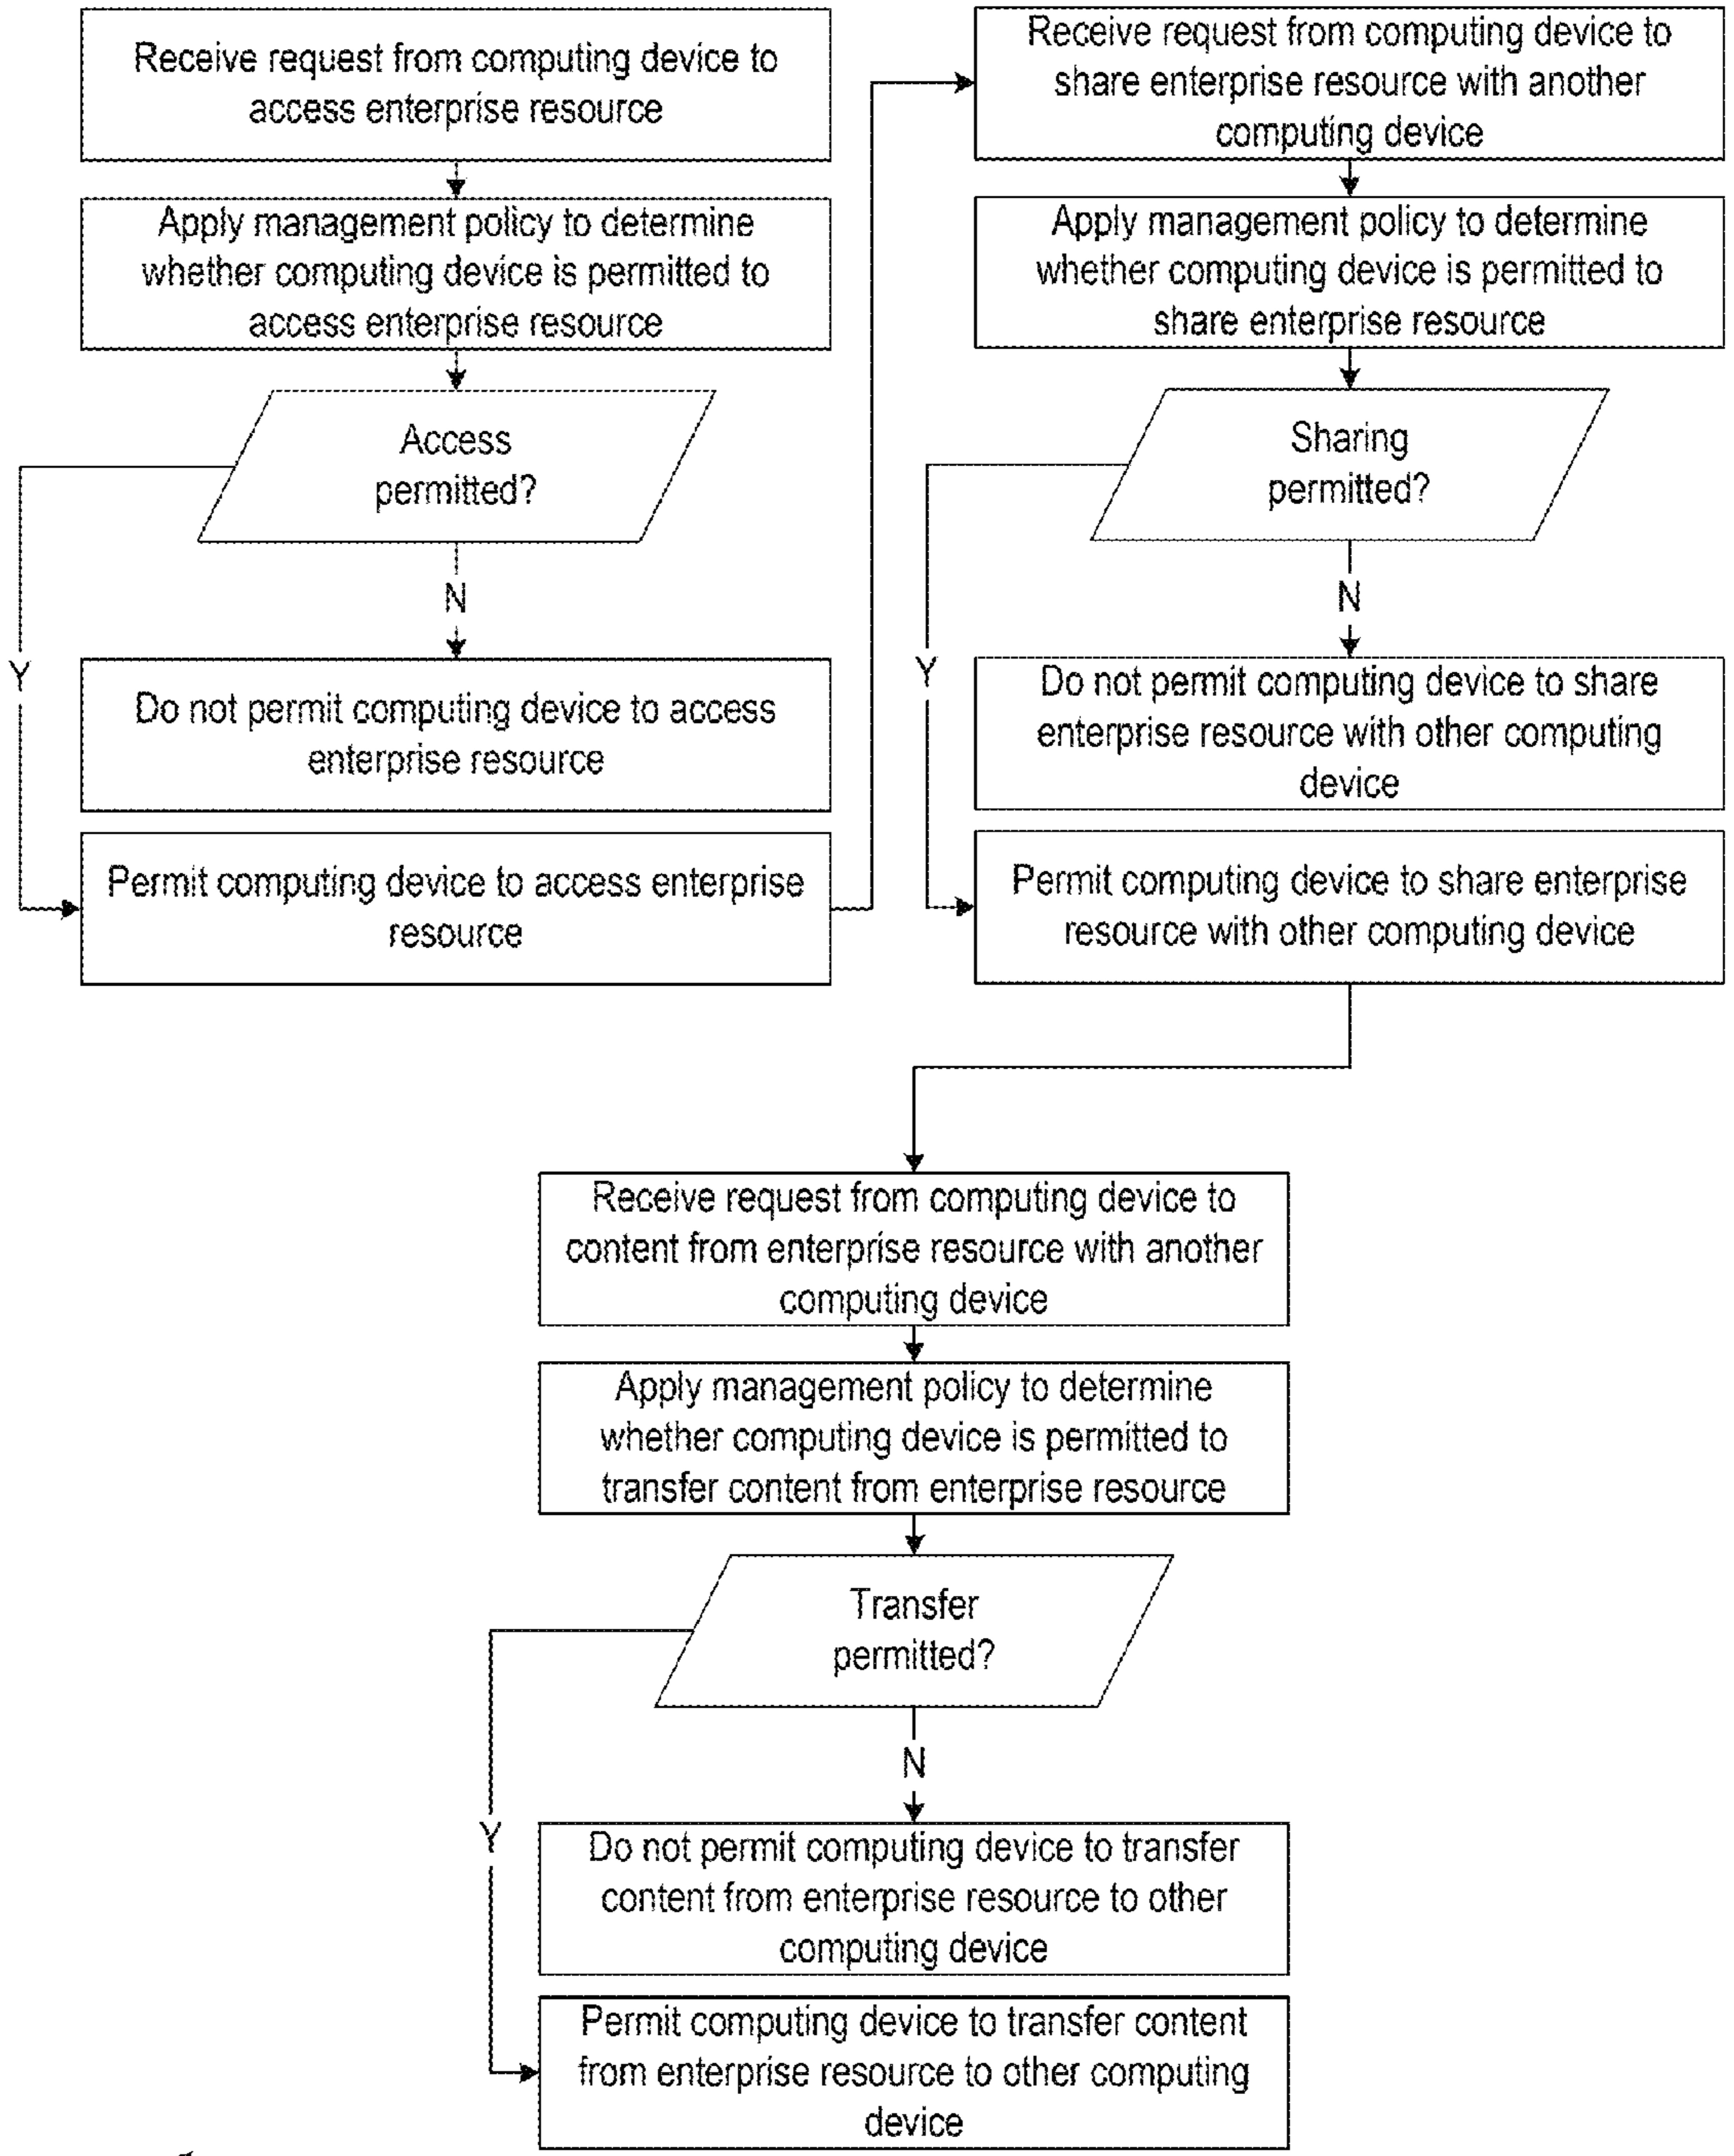 Receive request from computing device to
access enterprise resource
Apply management policy to determine
whether computing device is permitted to
access enterprise resource
Access
permitted?
N
Y
Do not permit computing device to access
enterprise resource
Permit computing device to access enterprise
resource
Receive request from computing device to
share enterprise resource with another
computing device
Apply management policy to determine
whether computing device is permitted to
share enterprise resource
Sharing
permitted?
N
Y
Do not permit computing device to share
enterprise resource with other computing
device
Permit computing device to share enterprise
resource with other computing device
Receive request from computing device to
content from enterprise resource with another
computing device
Apply management policy to determine
whether computing device is permitted to
transfer content from enterprise resource
Transfer
permitted?
N
Y
Do not permit computing device to transfer
content from enterprise resource to other
computing device
Permit computing device to transfer content
from enterprise resource to other computing
device